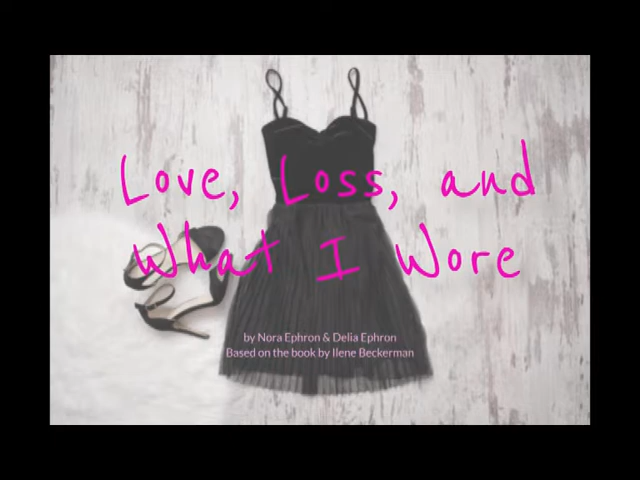 Love, Loss, and
What I Wore
by Nora Ephron & Delia Ephron
Based on the book by Ilene Beckerman